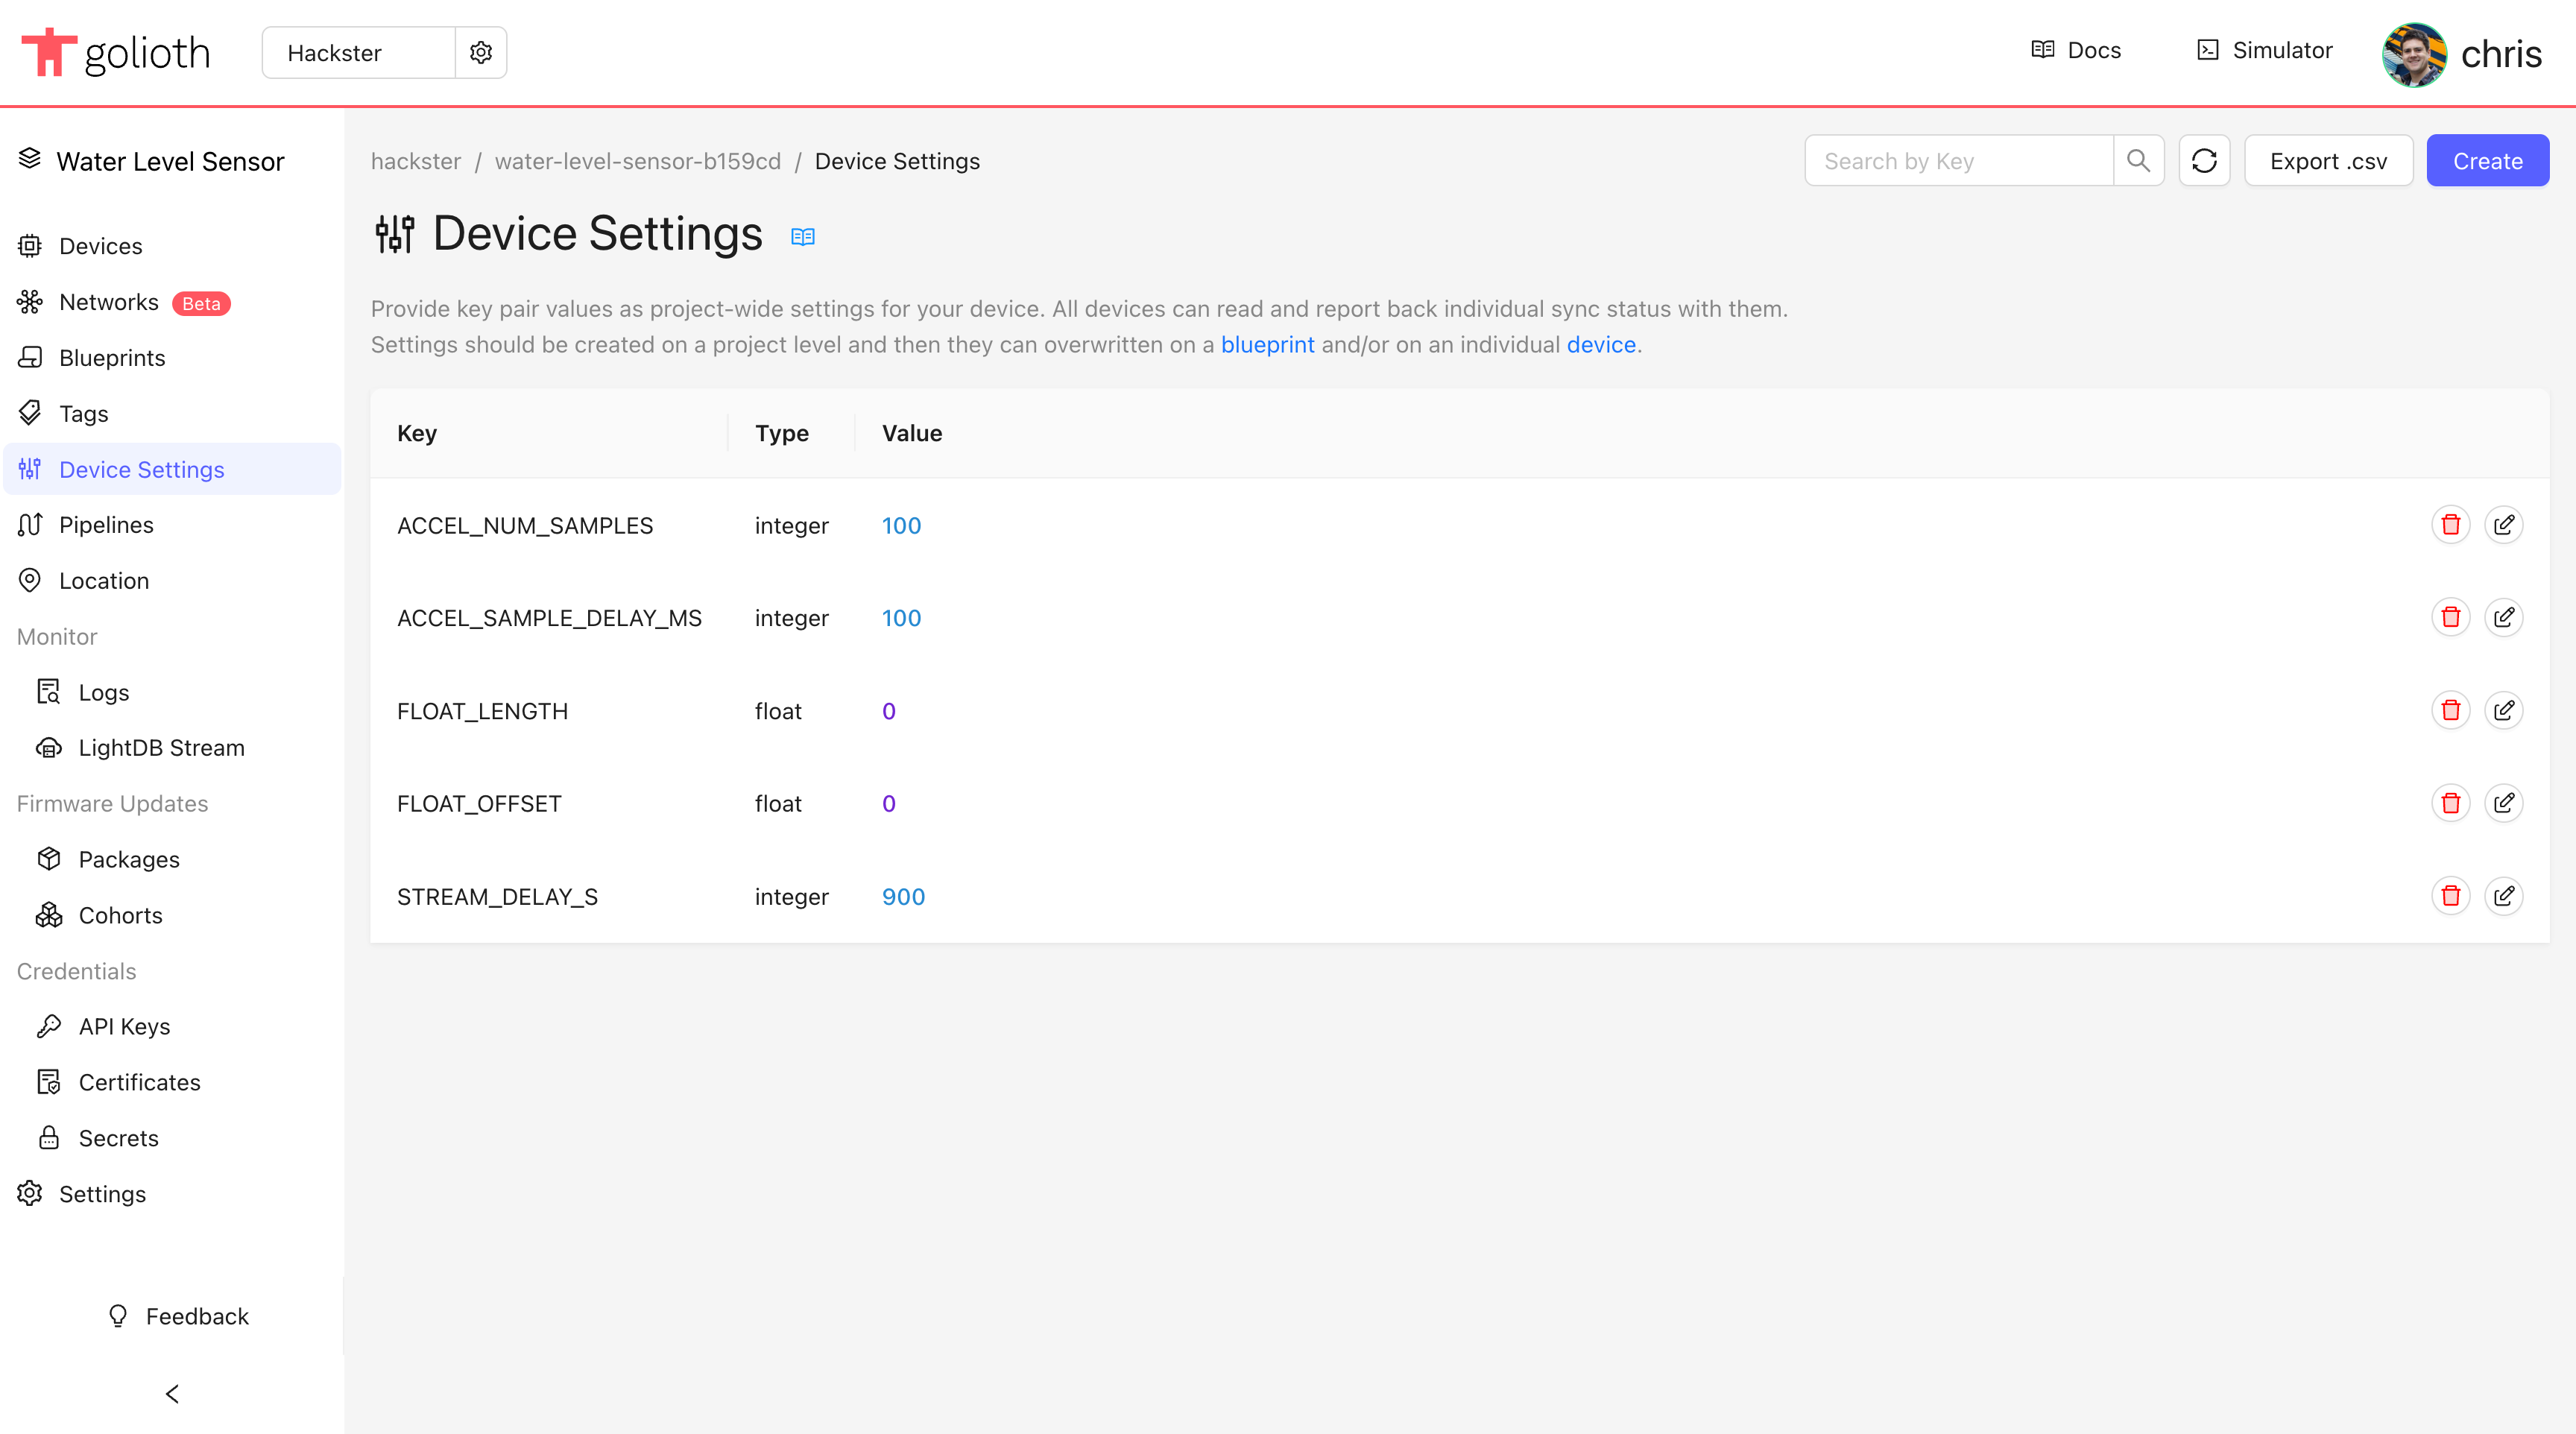 golioth
Hackster
Docs
Simulator
chris
Water Level Sensor
Devices
Networks Beta
Blueprints
Tags
Device Settings
Pipelines
Location
Monitor
Logs
LightDB Stream
Firmware Updates
Packages
Cohorts
Credentials
API Keys
Certificates
Secrets
Settings
Feedback
hackster / water-level-sensor-b159cd / Device Settings
Search by Key
Export .csv
Create
Device Settings
Provide key pair values as project-wide settings for your device. All devices can read and report back individual sync status with them.
Settings should be created on a project level and then they can overwritten on a blueprint and/or on an individual device.
Key Type Value
ACCEL_NUM_SAMPLES integer 100
ACCEL_SAMPLE_DELAY_MS integer 100
FLOAT_LENGTH float 0
FLOAT_OFFSET float 0
STREAM_DELAY_S integer 900